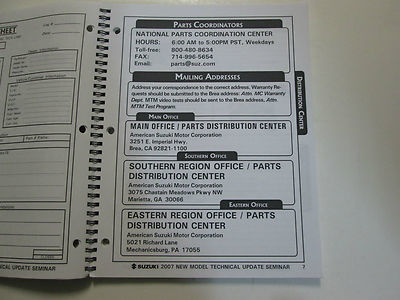 PARTS COORDINATORS
NATIONAL PARTS COORDINATION CENTER
HOURS: 6:00 AM to 5:00PM PST, Weekdays
Toll-free: 800-480-8634
FAX: 714-996-5654
Email: parts@suz.com
MAILING ADDRESSES
Address your correspondence to the correct address. Warranty Re-
quests should be submitted to the Brea address: Attn. MC Warranty
Dept. MTM video tests should be sent to the Brea address, Attn.
MTM Test Program.
MAIN OFFICE
MAIN OFFICE / PARTS DISTRIBUTION CENTER
American Suzuki Motor Corporation
3251 E. Imperial Hwy.
Brea, CA 92821-1100
SOUTHERN OFFICE
SOUTHERN REGION OFFICE / PARTS
DISTRIBUTION CENTER
American Suzuki Motor Corporation
3075 Chastain Meadows Pkwy NW
Marietta, GA 30066
EASTERN OFFICE
EASTERN REGION OFFICE / PARTS
DISTRIBUTION CENTER
American Suzuki Motor Corporation
5021 Richard Lane
Mechanicsburg, PA 17055
DISTRIBUTION CENTER
SUZUKI 2007 NEW MODEL TECHNICAL UPDATE SEMINAR 7
SHEET
NICAL UPDATE SEMINAR